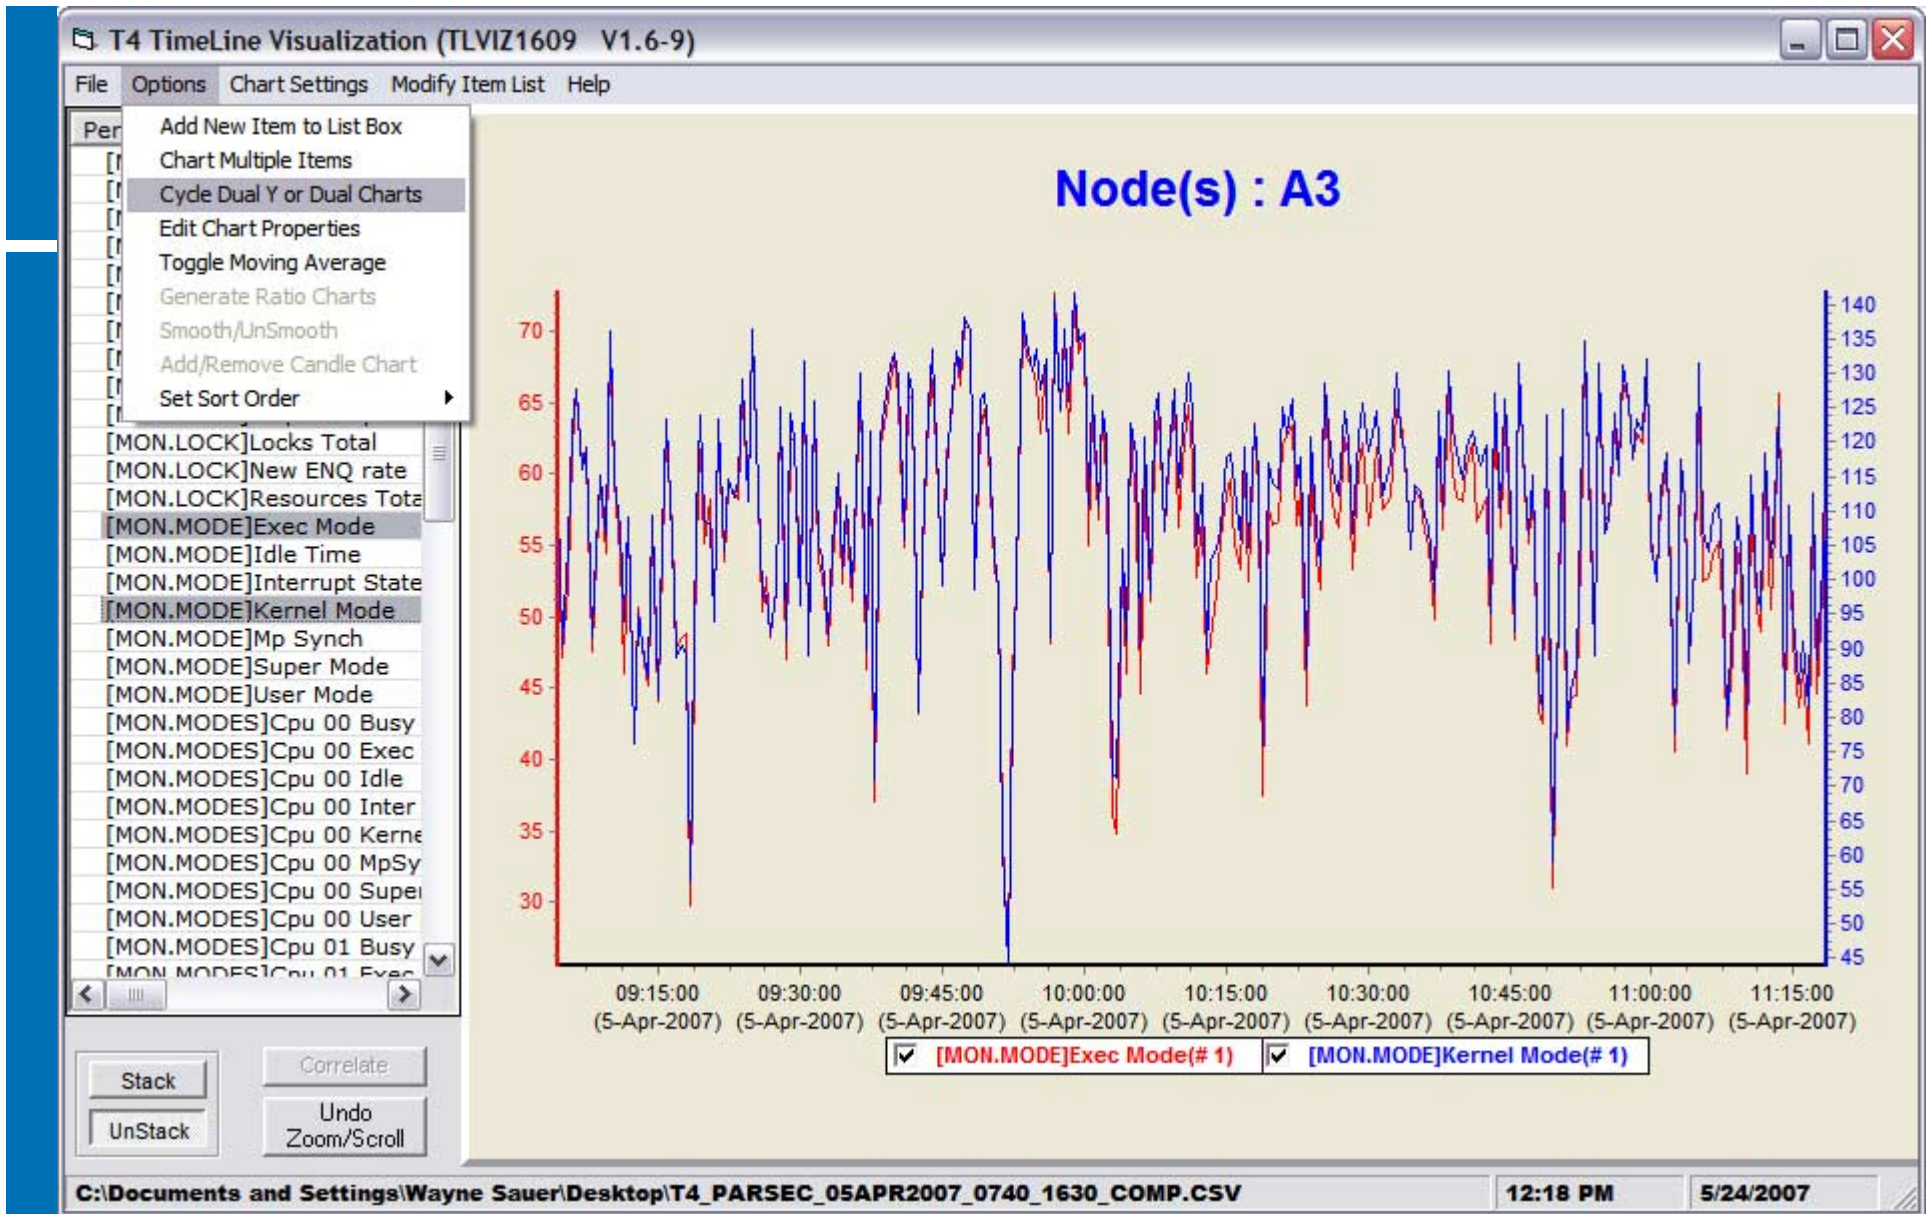 T4 TimeLine Visualization (TLVIZ1609 V1.6-9)
File Options Chart Settings Modify Item List Help
Per
Add New Item to List Box
Chart Multiple Items
Cycle Dual Y or Dual Charts
Edit Chart Properties
Toggle Moving Average
Generate Ratio Charts
Smooth/UnSmooth
Add/Remove Candle Chart
Set Sort Order
[MON.LOCK]Locks Total
[MON.LOCK]New ENQ rate
[MON.LOCK]Resources Tota
[MON.MODE]Exec Mode
[MON.MODE]Idle Time
[MON.MODE]Interrupt State
[MON.MODE]Kernel Mode
[MON.MODE]Mp Synch
[MON.MODE]Super Mode
[MON.MODE]User Mode
[MON.MODES]Cpu 00 Busy
[MON.MODES]Cpu 00 Exec
[MON.MODES]Cpu 00 Idle
[MON.MODES]Cpu 00 Inter
[MON.MODES]Cpu 00 Kerne
[MON.MODES]Cpu 00 MpSy
[MON.MODES]Cpu 00 Super
[MON.MODES]Cpu 00 User
[MON.MODES]Cpu 01 Busy
[MON.MODES]Cpu 01 Exec
Stack
UnStack
Correlate
Undo
Zoom/Scroll
Node(s) : A3
70
65
60
55
50
45
40
35
30
140
135
130
125
120
115
110
105
100
95
90
85
80
75
70
65
60
55
50
45
09:15:00 09:30:00 09:45:00 10:00:00 10:15:00 10:30:00 10:45:00 11:00:00 11:15:00
(5-Apr-2007) (5-Apr-2007) (5-Apr-2007) (5-Apr-2007) (5-Apr-2007) (5-Apr-2007) (5-Apr-2007) (5-Apr-2007) (5-Apr-2007)
[MON.MODE]Exec Mode(# 1) [MON.MODE]Kernel Mode(# 1)
C:\Documents and Settings\Wayne Sauer\Desktop\T4_PARSEC_05APR2007_0740_1630_COMP.CSV 12:18 PM 5/24/2007